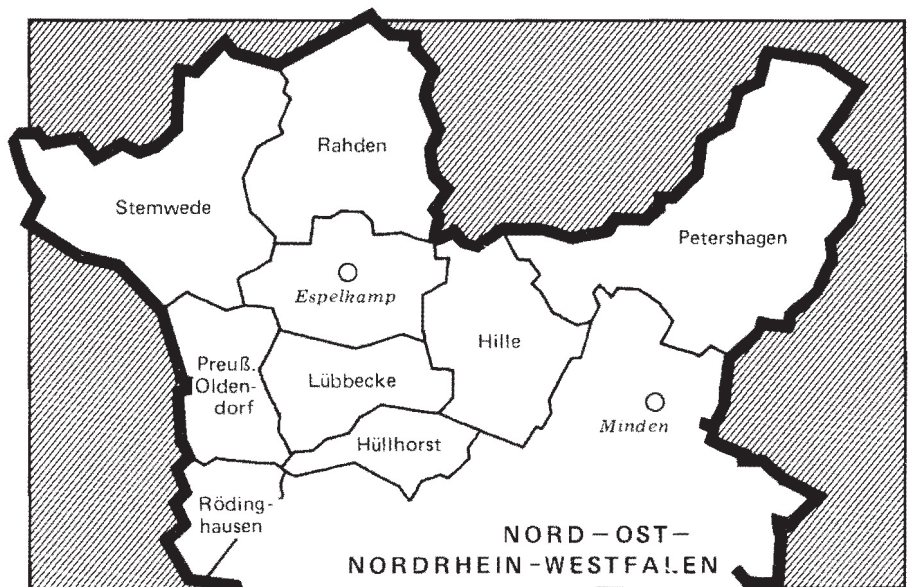 Rahden
Stemwede
Petershagen
Espelkamp
Hille
Preuß.
Olden-
dorf
Lübbecke
Minden
Hüllhorst
Röding-
hausen
NORD-OST-
NORDRHEIN-WESTFALEN